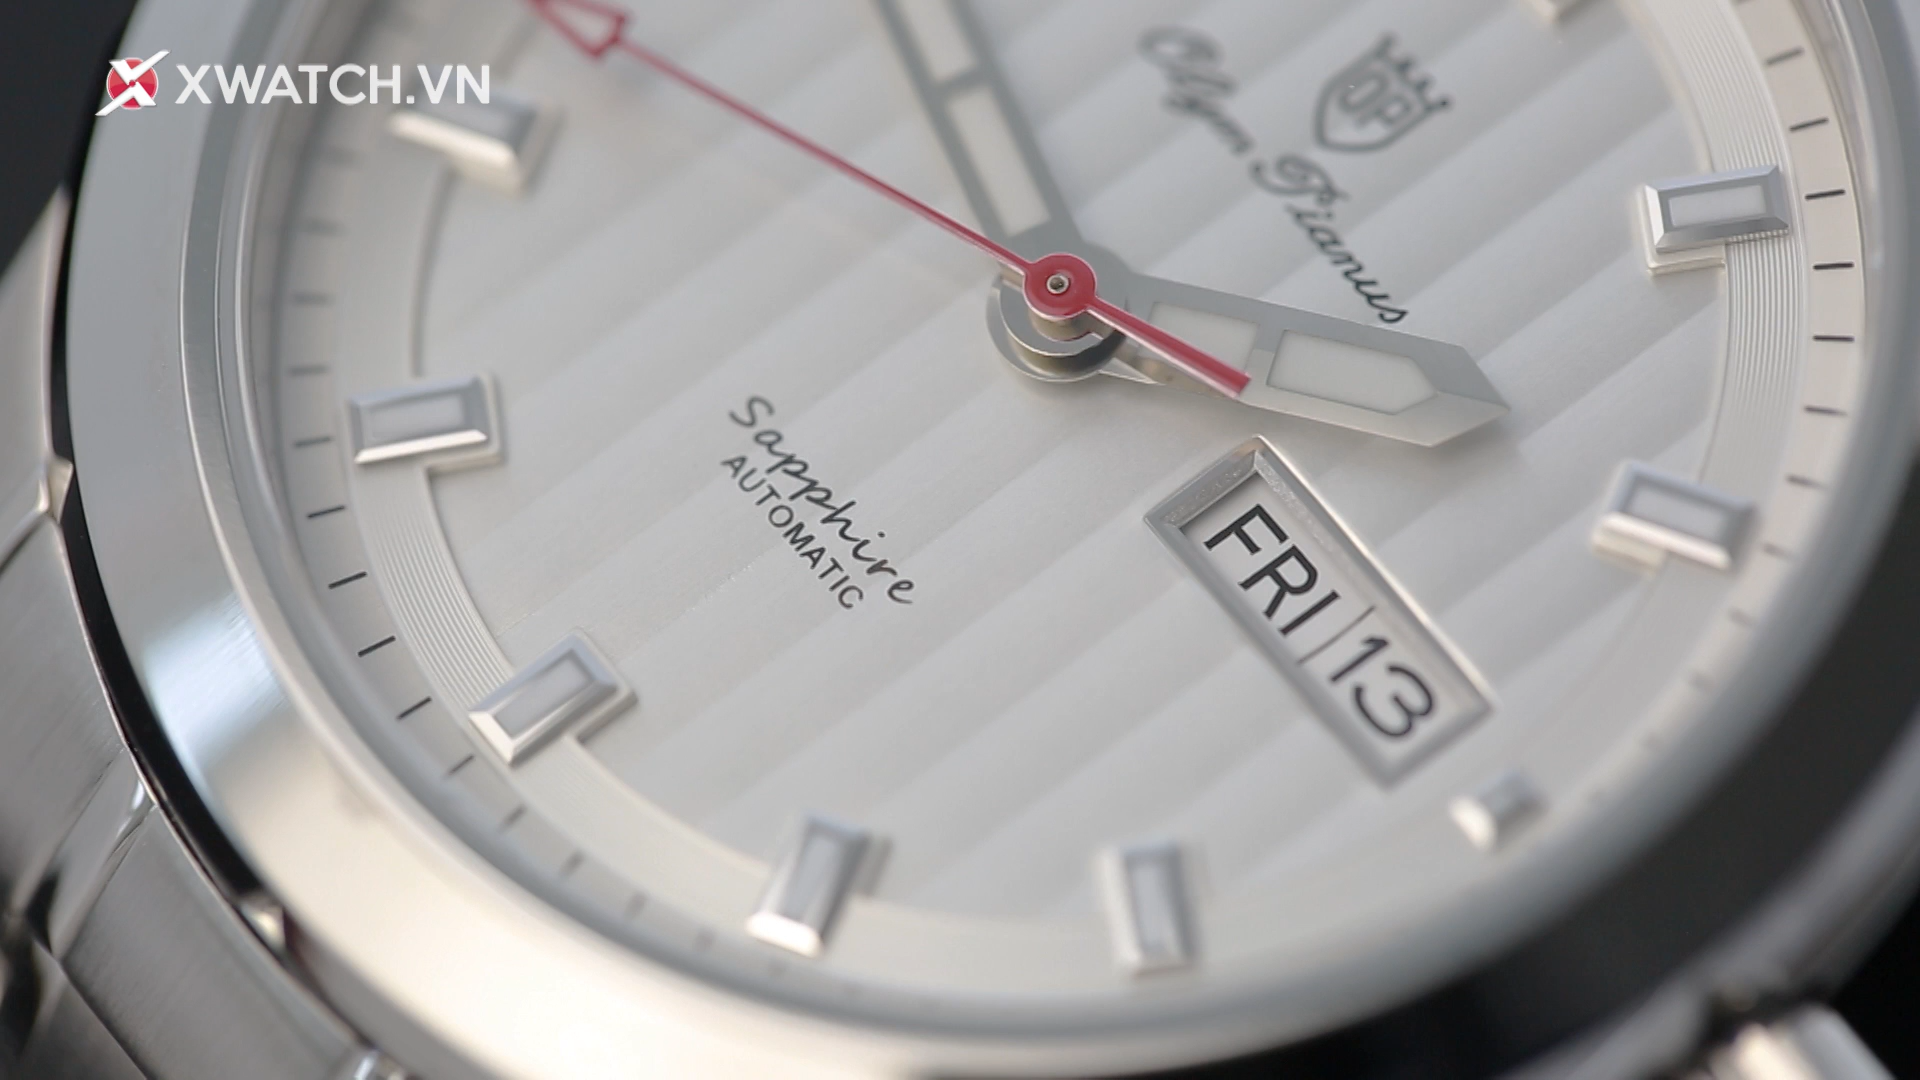 XWATCH.VN
OP
Olym Pianus
Sapphire
AUTOMATIC
FRI 13